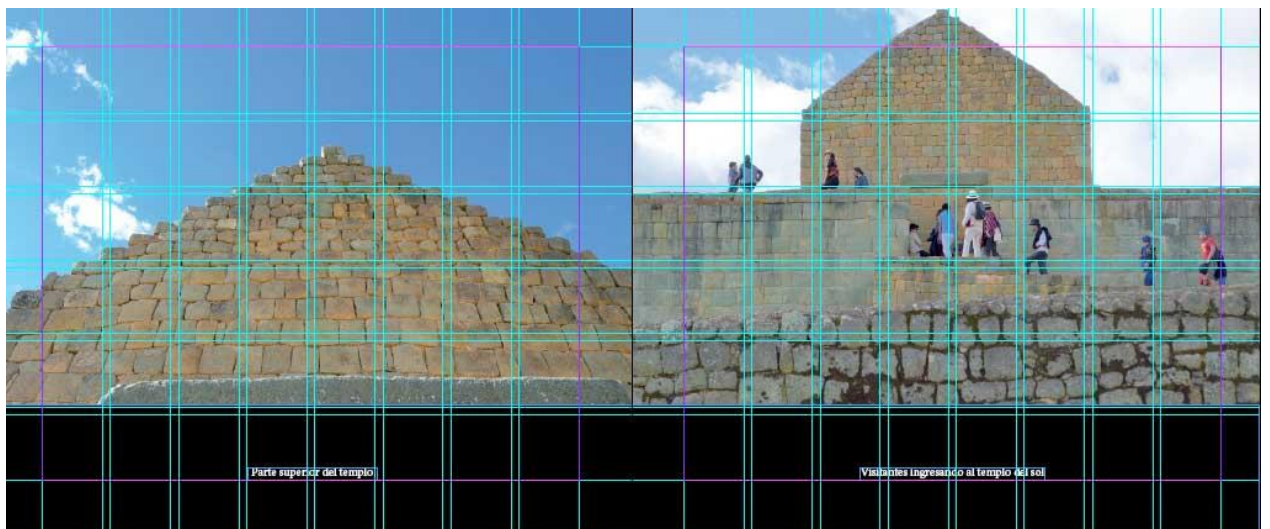 Parte superior del templo
Visitantes ingresando al templo del sol